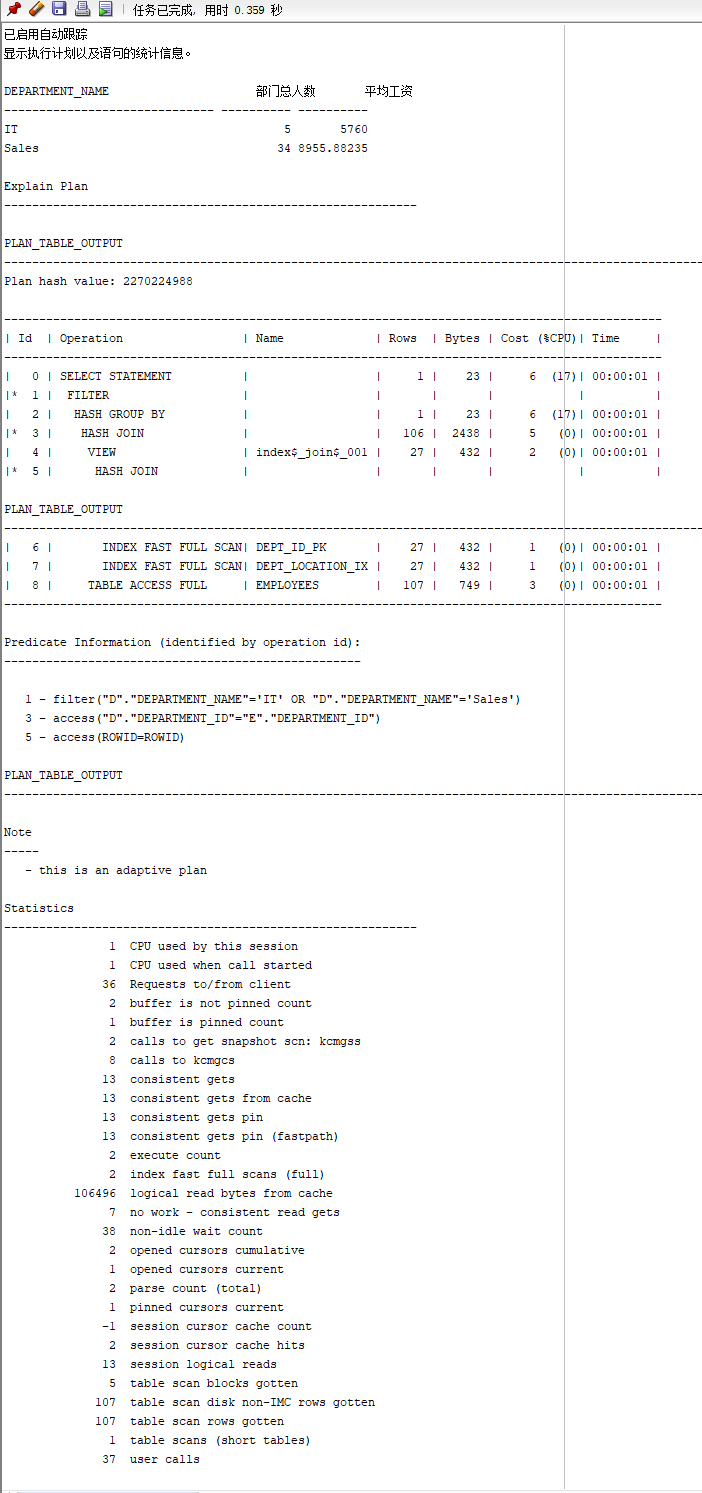 任务已完成, 用时 0.359 秒
已启用自动跟踪
显示执行计划以及语句的统计信息。
DEPARTMENT_NAME                     部门总人数       平均工资
------------------------------ ---------- ----------
IT                                      5       5760
Sales                                  34 8955.88235
Explain Plan
-----------------------------------------------------------
PLAN_TABLE_OUTPUT
----------------------------------------------------------------------------------------------------
Plan hash value: 2270224988
----------------------------------------------------------------------------------------------
| Id  | Operation                 | Name             | Rows  | Bytes | Cost (%CPU)| Time     |
----------------------------------------------------------------------------------------------
|   0 | SELECT STATEMENT          |                  |     1 |    23 |     6  (17)| 00:00:01 |
|*  1 |  FILTER                   |                  |       |       |            |          |
|   2 |   HASH GROUP BY           |                  |     1 |    23 |     6  (17)| 00:00:01 |
|*  3 |    HASH JOIN              |                  |   106 |  2438 |     5   (0)| 00:00:01 |
|   4 |     VIEW                  | index$_join$_001 |    27 |   432 |     2   (0)| 00:00:01 |
|*  5 |      HASH JOIN            |                  |       |       |            |          |
PLAN_TABLE_OUTPUT
----------------------------------------------------------------------------------------------------
|   6 |       INDEX FAST FULL SCAN| DEPT_ID_PK       |    27 |   432 |     1   (0)| 00:00:01 |
|   7 |       INDEX FAST FULL SCAN| DEPT_LOCATION_IX |    27 |   432 |     1   (0)| 00:00:01 |
|   8 |     TABLE ACCESS FULL     | EMPLOYEES        |   107 |   749 |     3   (0)| 00:00:01 |
----------------------------------------------------------------------------------------------
Predicate Information (identified by operation id):
---------------------------------------------------
1 - filter("D"."DEPARTMENT_NAME"='IT' OR "D"."DEPARTMENT_NAME"='Sales')
3 - access("D"."DEPARTMENT_ID"="E"."DEPARTMENT_ID")
5 - access(ROWID=ROWID)
PLAN_TABLE_OUTPUT
----------------------------------------------------------------------------------------------------
Note
-----
- this is an adaptive plan
Statistics
-----------------------------------------------------------
1  CPU used by this session
1  CPU used when call started
36  Requests to/from client
2  buffer is not pinned count
1  buffer is pinned count
2  calls to get snapshot scn: kcmgss
8  calls to kcmgcs
13  consistent gets
13  consistent gets from cache
13  consistent gets pin
13  consistent gets pin (fastpath)
2  execute count
2  index fast full scans (full)
106496  logical read bytes from cache
7  no work - consistent read gets
38  non-idle wait count
2  opened cursors cumulative
1  opened cursors current
2  parse count (total)
1  pinned cursors current
-1  session cursor cache count
2  session cursor cache hits
13  session logical reads
5  table scan blocks gotten
107  table scan disk non-IMC rows gotten
107  table scan rows gotten
1  table scans (short tables)
37  user calls